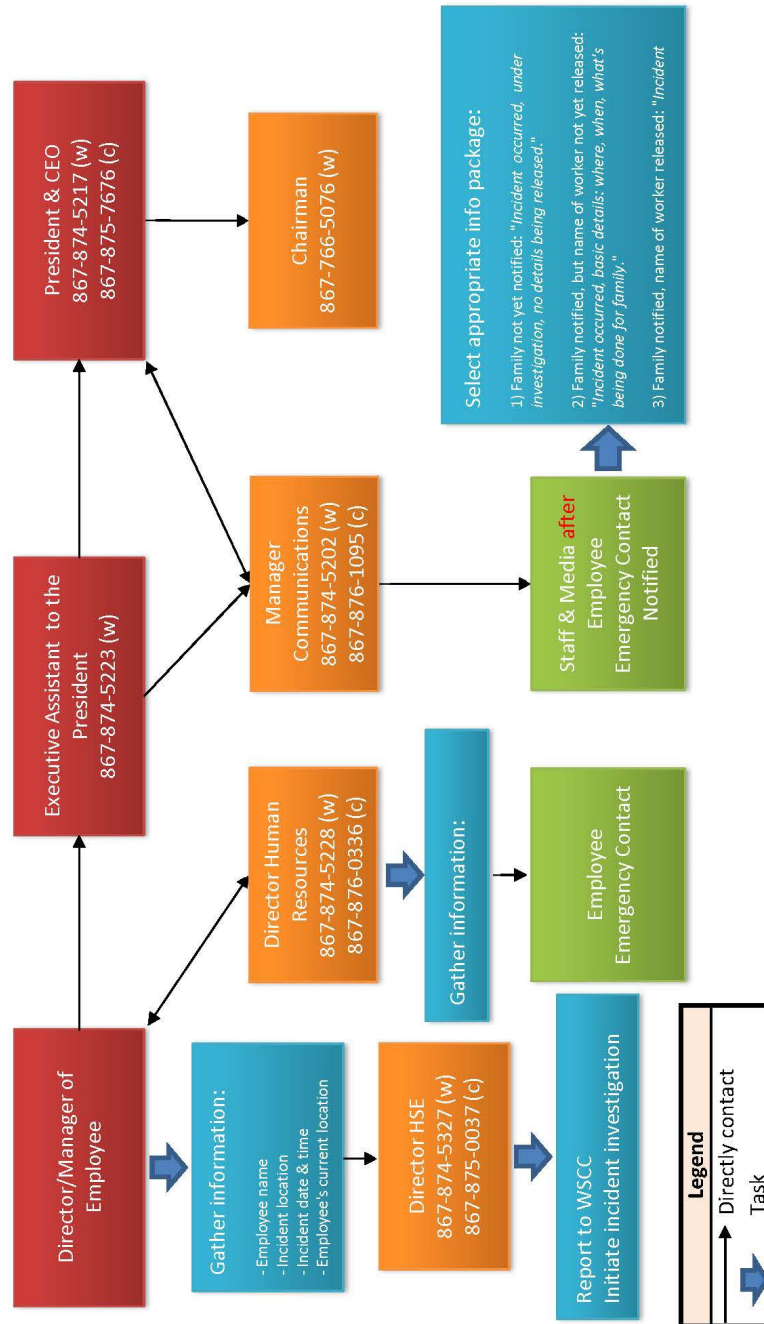 Director/Manager of
Employee
Executive Assistant to the
President
867-874-5223 (w)
President & CEO
867-874-5217 (w)
867-875-7676 (c)
Gather information:
- Employee name
- Incident location
- Incident date & time
- Employee's current location
Director Human
Resources
867-874-5228 (w)
867-876-0336 (c)
Manager
Communications
867-874-5202 (w)
867-876-1095 (c)
Chairman
867-766-5076 (w)
Director HSE
867-874-5327 (w)
867-875-0037 (c)
Gather information:
Report to WSCC
Initiate incident investigation
Employee
Emergency Contact
Staff & Media after
Employee
Emergency Contact
Notified
Select appropriate info package:
1) Family not yet notified: "Incident occurred, under
investigation, no details being released."
2) Family notified, but name of worker not yet released:
"Incident occurred, basic details: where, when, what's
being done for family."
3) Family notified, name of worker released: "Incident
Legend
Directly contact
Task